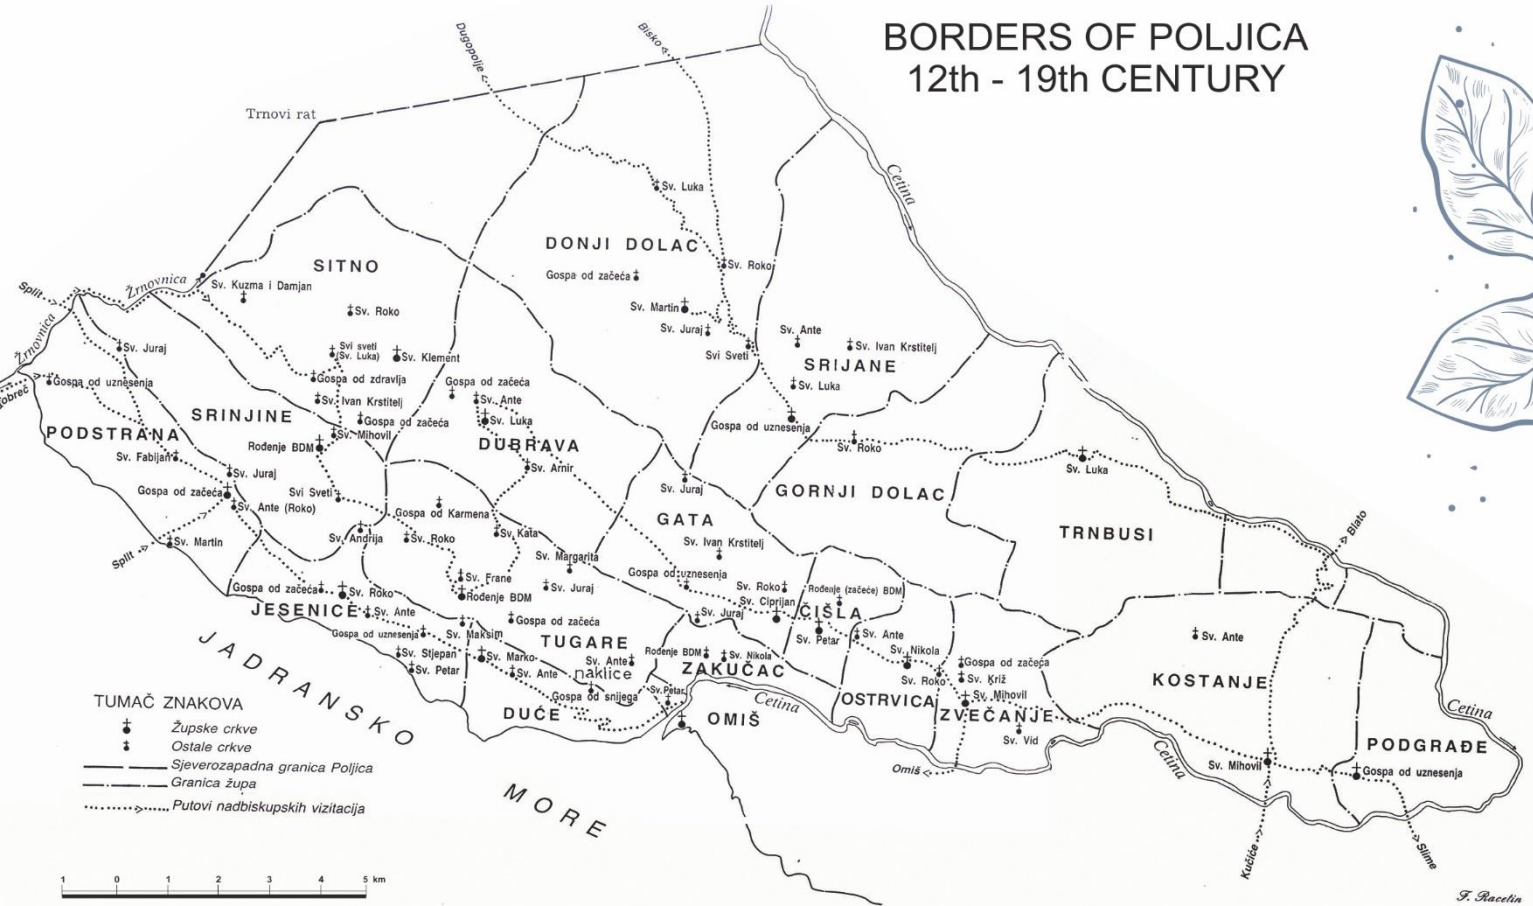 BORDERS OF POLJICA
12th - 19th CENTURY
Dugopolje
Bisko
Trnovi rat
Cetina
Sv. Luka
DONJI DOLAC
SITNO
Sv. Roko
Gospa od začeća
Žrnovnica
Sv. Kuzma i Damjan
Split
Sv. Martin
Sv. Roko
Sv. Juraj
Sv. Ante
Žrnovnica
Sv. Juraj
Svi sveti
(Sv. Luka)
Sv. Klement
Svi Sveti
Sv. Ivan Krstitelj
SRIJANE
Gospa od uznesenja
Gospa od zdravlja
Gospa od začeća
Sv. Luka
Sv. Ivan Krstitelj
Sv. Ante
SRINJINE
Gospa od začeća
Sv. Luka
Gospa od uznesenja
PODSTRANA
Sv. Mihovil
Rođenje BDM
DUBRAVA
Sv. Roko
Sv. Fabijan
Sv. Arnir
Sv. Luka
Sv. Juraj
Gospa od začeća
Svi Sveti
Sv. Juraj
GORNJI DOLAC
Sv. Ante (Roko)
Gospa od Karmena
GATA
Blato
Split
Sv. Martin
Sv. Andrija
Sv. Roko
Sv. Kata
Sv. Ivan Krstitelj
TRNBUSI
Sv. Margarita
Gospa od uznesenja
Gospa od začeća
Sv. Roko
Sv. Frane
Sv. Juraj
Sv. Roko
Rođenje (začeće) BDM
Rođenje BDM
Sv. Ciprijan
JESENICE
Sv. Ante
Gospa od začeća
Sv. Juraj
ČIŠLA
Gospa od uznesenja
Sv. Maksim
TUGARE
Sv. Petar
Sv. Ante
Sv. Ante
Sv. Stjepan
Sv. Marko
Sv. Ante
Rođenje BDM
Sv. Nikola
Sv. Nikola
Gospa od začeća
Sv. Petar
Sv. Ante
naklice
ZAKUČAC
Sv. Roko
Sv. Križ
KOSTANJE
Gospa od snijega
Sv. Petar
Cetina
OSTRVICA
Sv. Mihovil
DUĆE
OMIŠ
ZVEČANJE
Cetina
Sv. Vid
PODGRAĐE
Omiš
Cetina
Sv. Mihovil
Gospa od uznesenja
Kučiće
Slime
JADRANSKO
MORE
TUMAČ ZNAKOVA
Župske crkve
Ostale crkve
Sjeverozapadna granica Poljica
Granica župa
Putovi nadbiskupskih vizitacija
1 0 1 2 3 4 5 km
F. Racetin